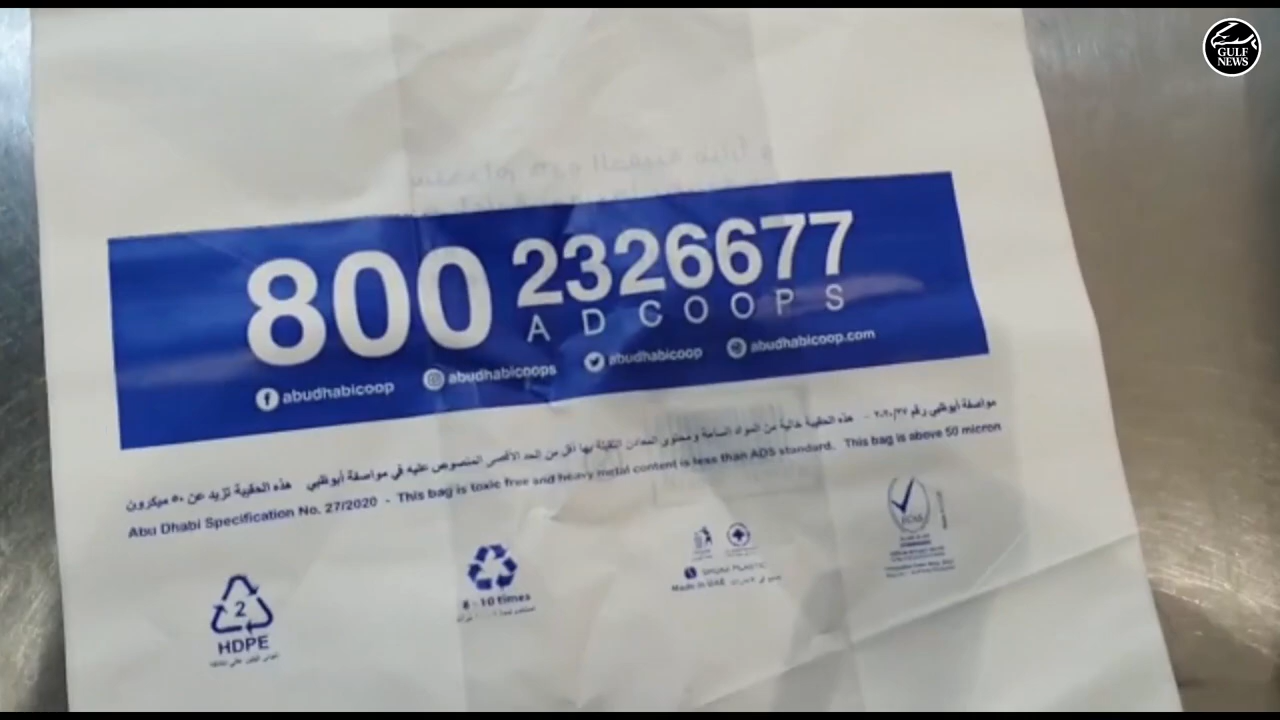 GULF
NEWS
800 2326677
A D C O O P S
abudhabicoop abudhabicoops abudhabicoop abudhabicoop.com
مواصفة أبوظبي رقم ٢٠٢٠/٢٧ - هذه الحقيبة خالية من المواد السامة ومحتوى المعادن الثقيلة بها أقل من الحد الأقصى المنصوص عليه في مواصفة أبوظبي هذه الحقيبة تزيد عن ٥٠ ميكرون
Abu Dhabi Specification No. 27/2020 - This bag is toxic free and heavy metal content is less than ADS standard. This bag is above 50 micron
2
HDPE
8 - 10 times
PLASTIC
Made in UAE